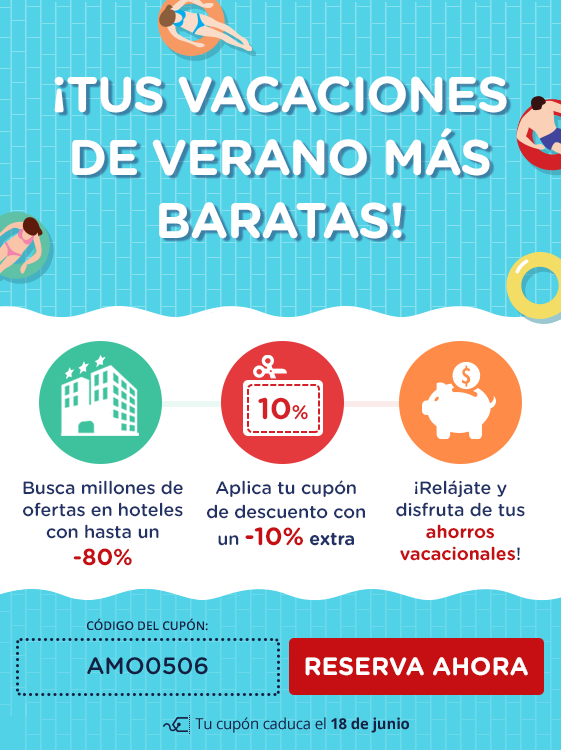 ¡TUS VACACIONES
DE VERANO MÁS
BARATAS!
$
10%
Busca millones de
ofertas en hoteles
con hasta un
-80%
Aplica tu cupón
de descuento con
un -10% extra
¡Relájate y
disfruta de tus
ahorros
vacacionales!
CÓDIGO DEL CUPÓN:
AMO0506
RESERVA AHORA
Tu cupón caduca el 18 de junio